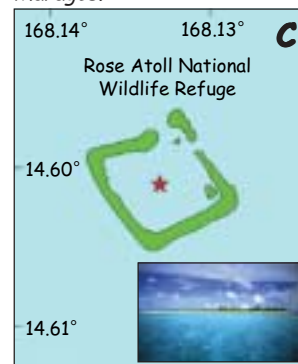 168.14° 168.13° C
Rose Atoll National
Wildlife Refuge
14.60°
14.61°